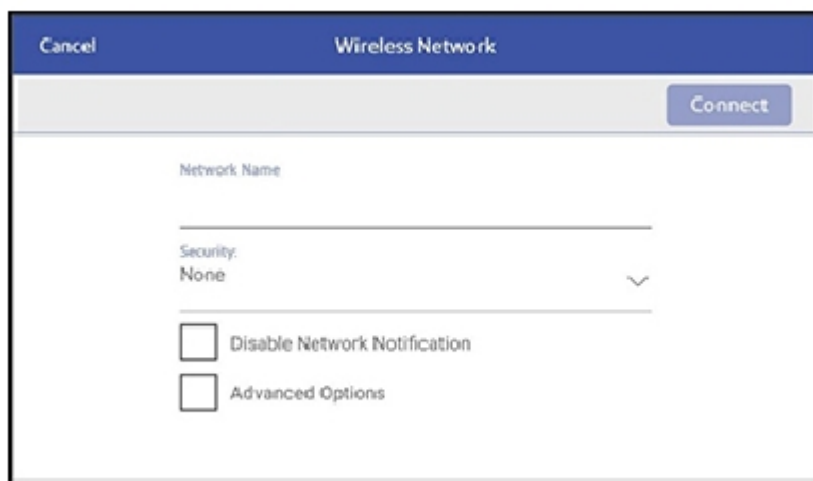 Cancel
Wireless Network
Connect
Network Name
Security:
None
Disable Network Notification
Advanced Options